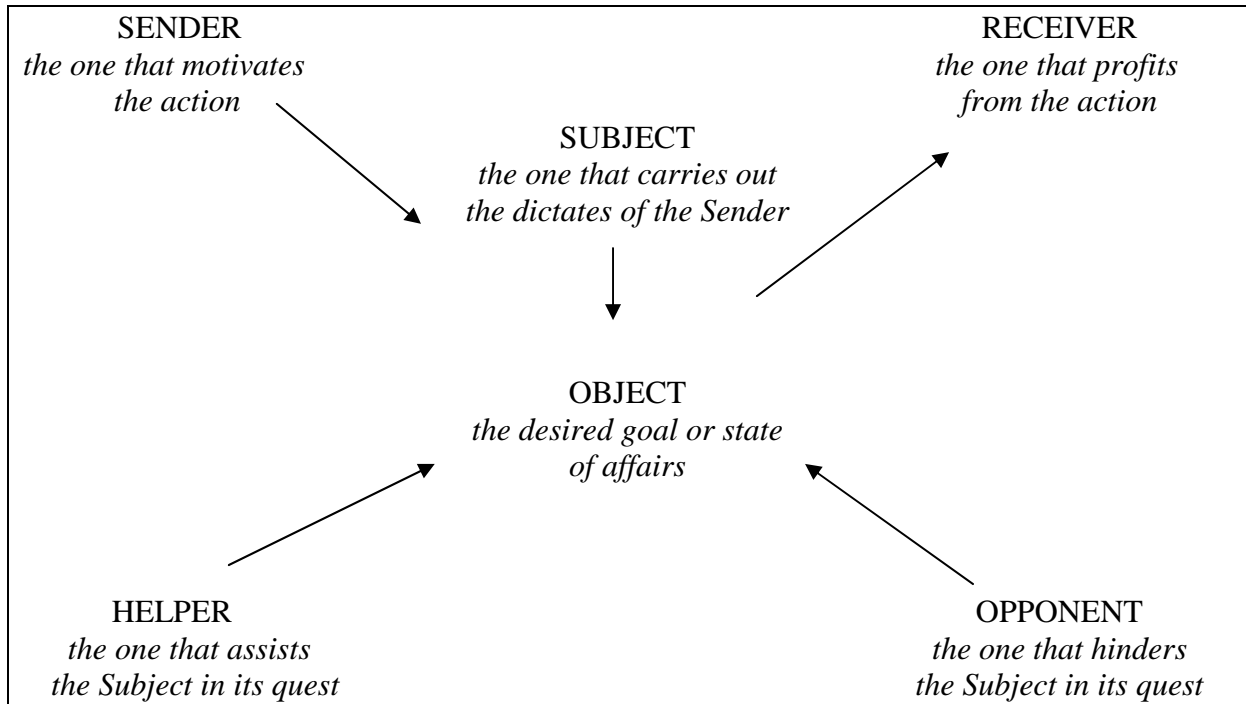 SENDER
the one that motivates
the action
RECEIVER
the one that profits
from the action
SUBJECT
the one that carries out
the dictates of the Sender
OBJECT
the desired goal or state
of affairs
HELPER
the one that assists
the Subject in its quest
OPPONENT
the one that hinders
the Subject in its quest